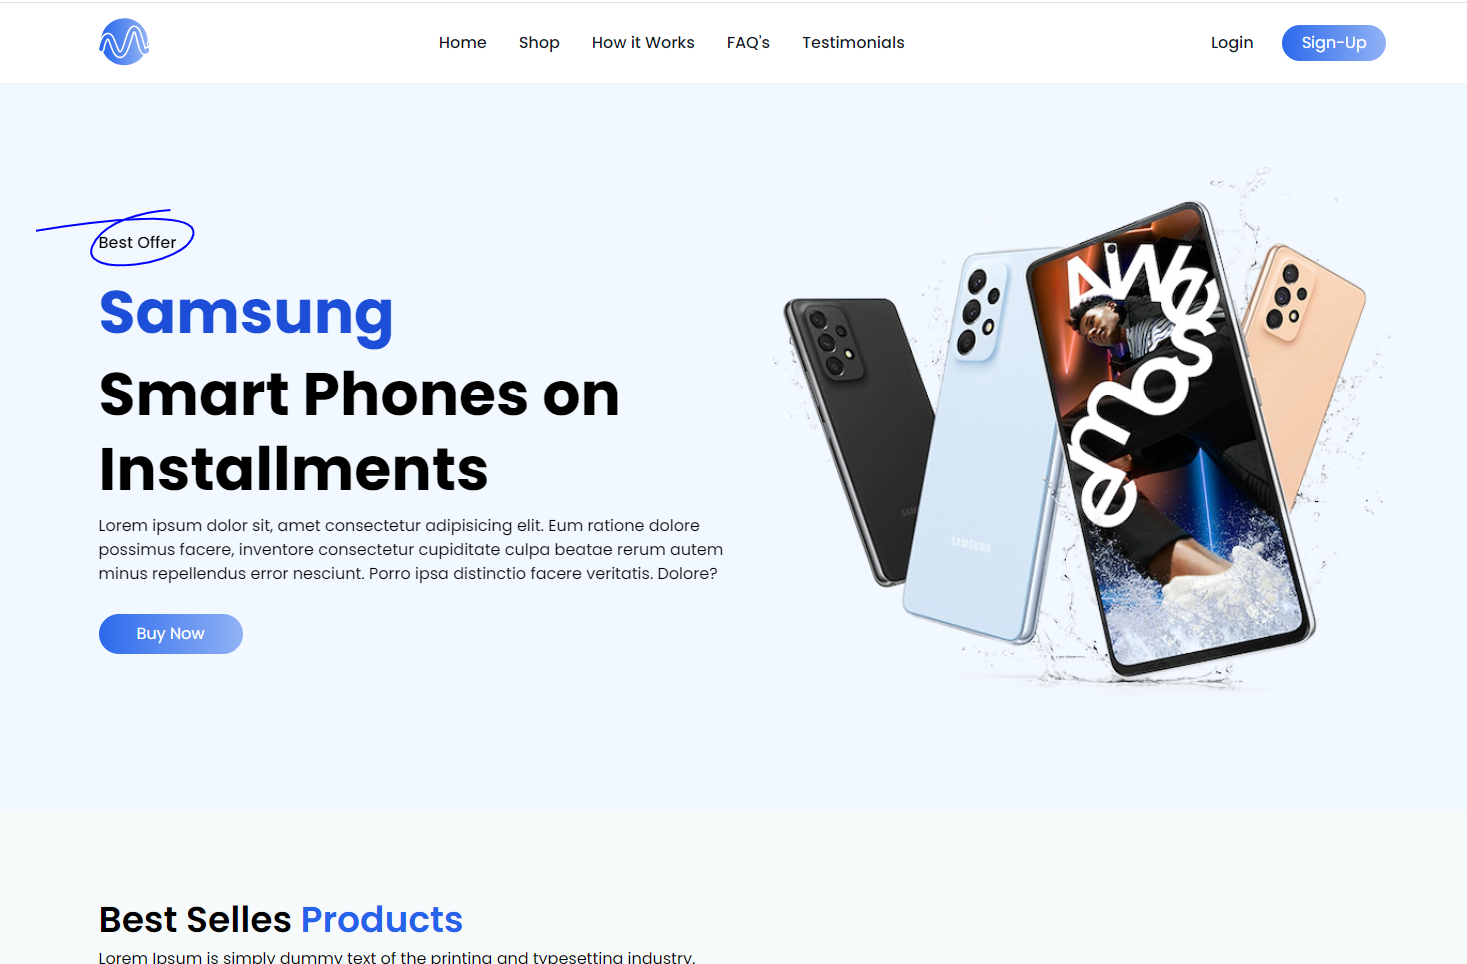 Home Shop How it Works FAQ's Testimonials Login Sign-Up
Best Offer
Samsung
Smart Phones on
Installments
Lorem ipsum dolor sit, amet consectetur adipisicing elit. Eum ratione dolore
possimus facere, inventore consectetur cupiditate culpa beatae rerum autem
minus repellendus error nesciunt. Porro ipsa distinctio facere veritatis. Dolore?
Buy Now
Awesome
SAMSUNG
Best Selles Products
Lorem Ipsum is simply dummy text of the printing and typesetting industry.